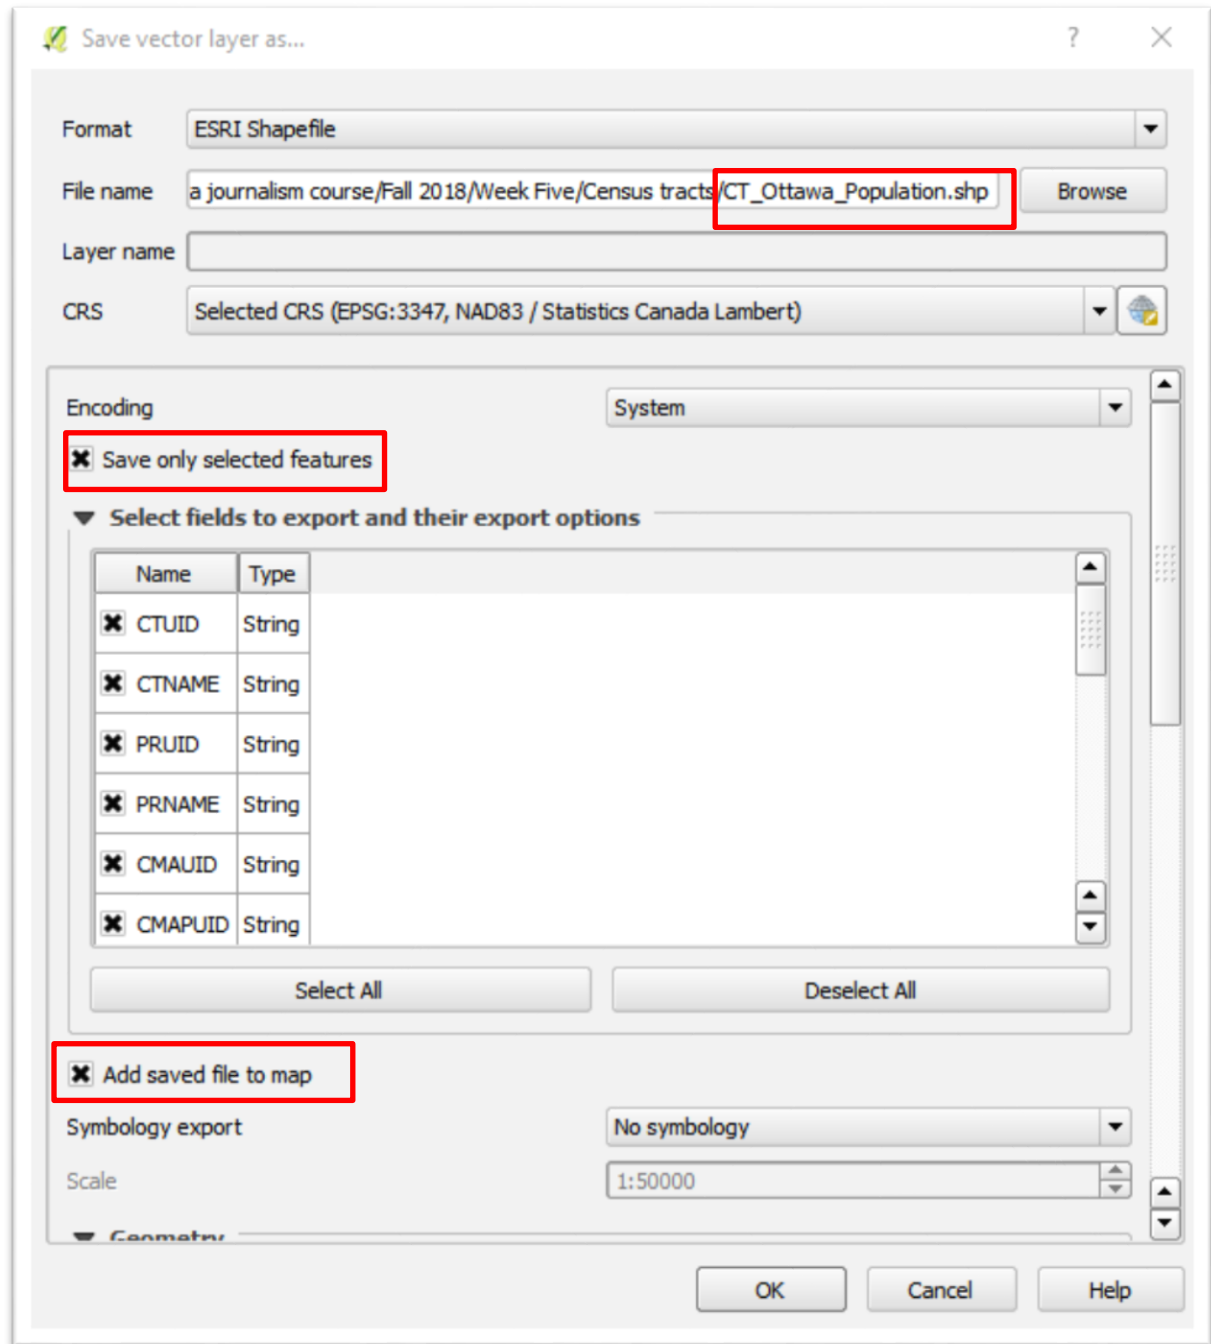 Save vector layer as...
?
Format ESRI Shapefile
File name a journalism course/Fall 2018/Week Five/Census tracts/CT_Ottawa_Population.shp Browse
Layer name
CRS Selected CRS (EPSG:3347, NAD83 / Statistics Canada Lambert)
Encoding System
Save only selected features
Select fields to export and their export options
Name Type
CTUID String
CTNAME String
PRUID String
PRNAME String
CMAUID String
CMAPUID String
Select All Deselect All
Add saved file to map
Symbology export No symbology
Scale 1:50000
Geometry
OK Cancel Help